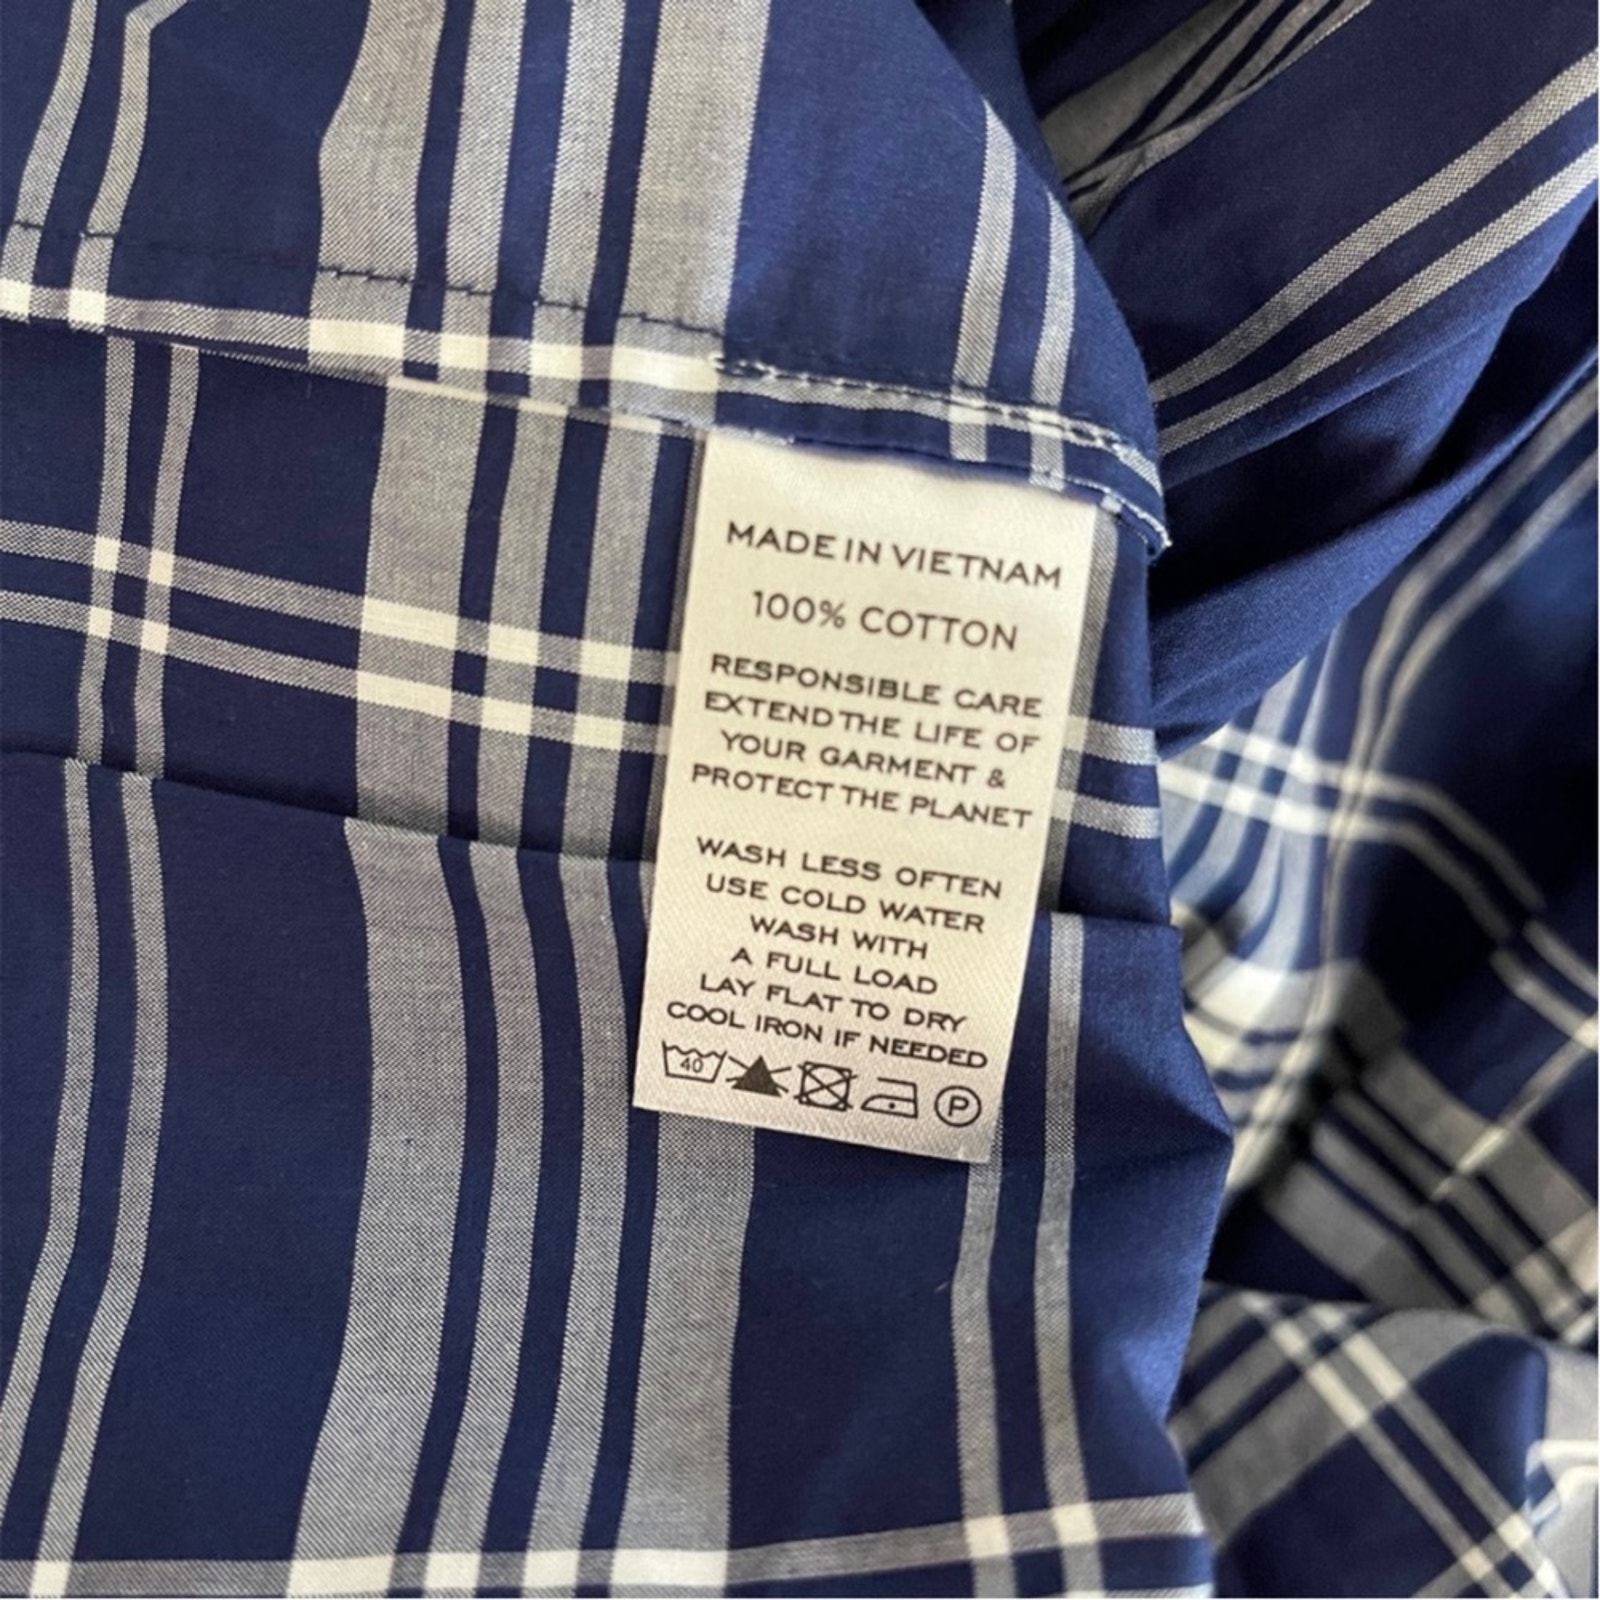 MADE IN VIETNAM
100% COTTON
RESPONSIBLE CARE
EXTEND THE LIFE OF
YOUR GARMENT &
PROTECT THE PLANET
WASH LESS OFTEN
USE COLD WATER
WASH WITH
A FULL LOAD
LAY FLAT TO DRY
COOL IRON IF NEEDED
40 P